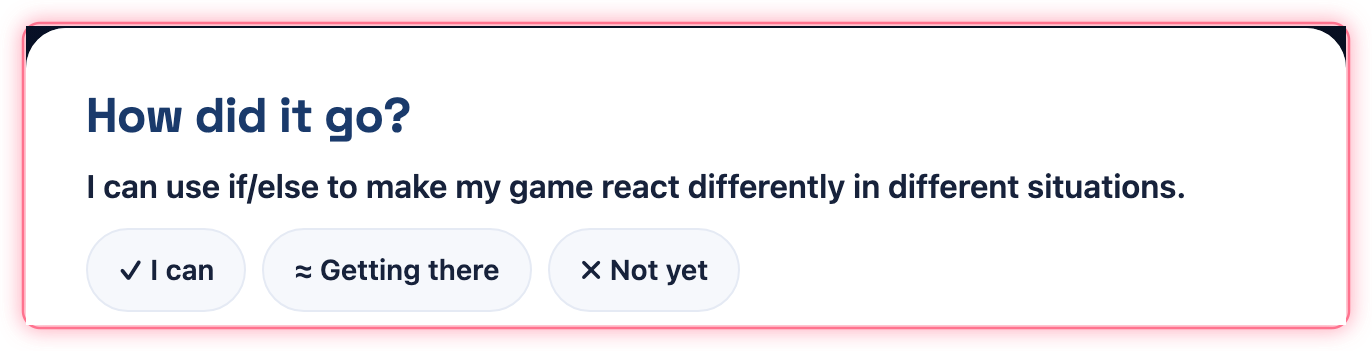 How did it go?
I can use if/else to make my game react differently in different situations.
✓ I can ≈ Getting there ✕ Not yet